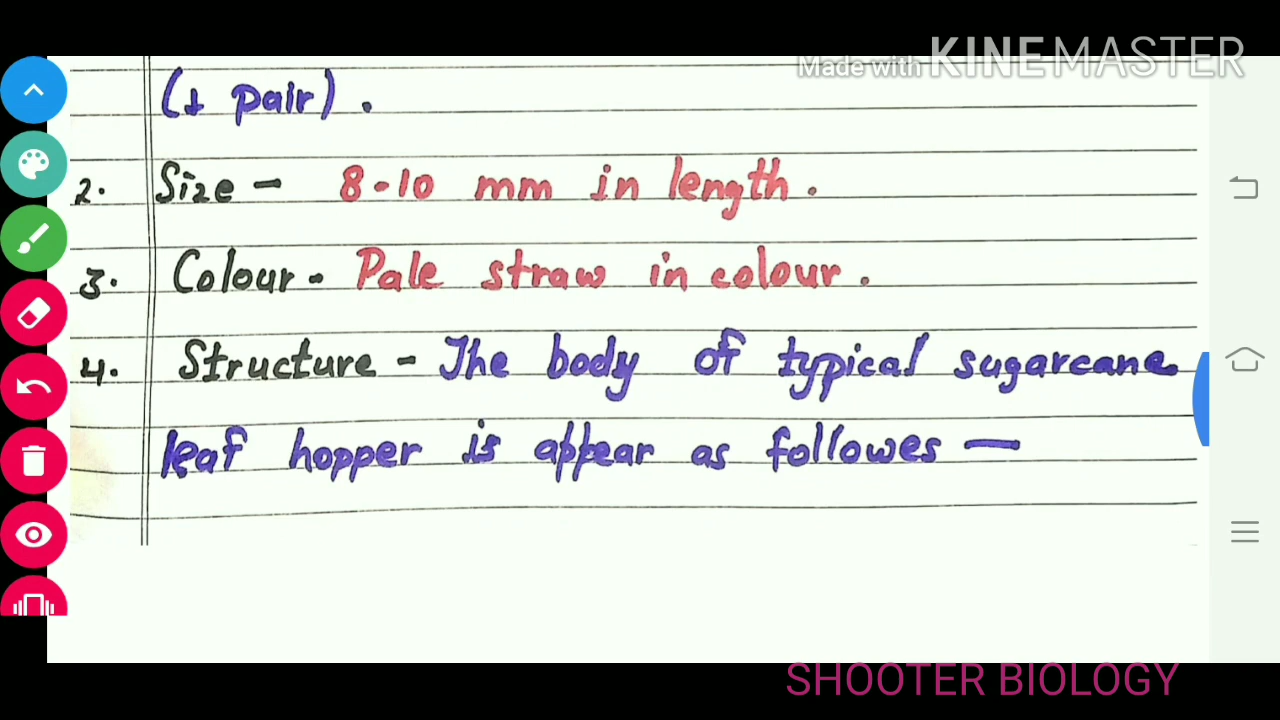 Made with KINEMASTER
(1 pair).
2. Size - 8-10 mm in length.
3. Colour - Pale straw in colour.
4. Structure - The body of typical sugarcane
leaf hopper is appear as followes —
SHOOTER BIOLOGY